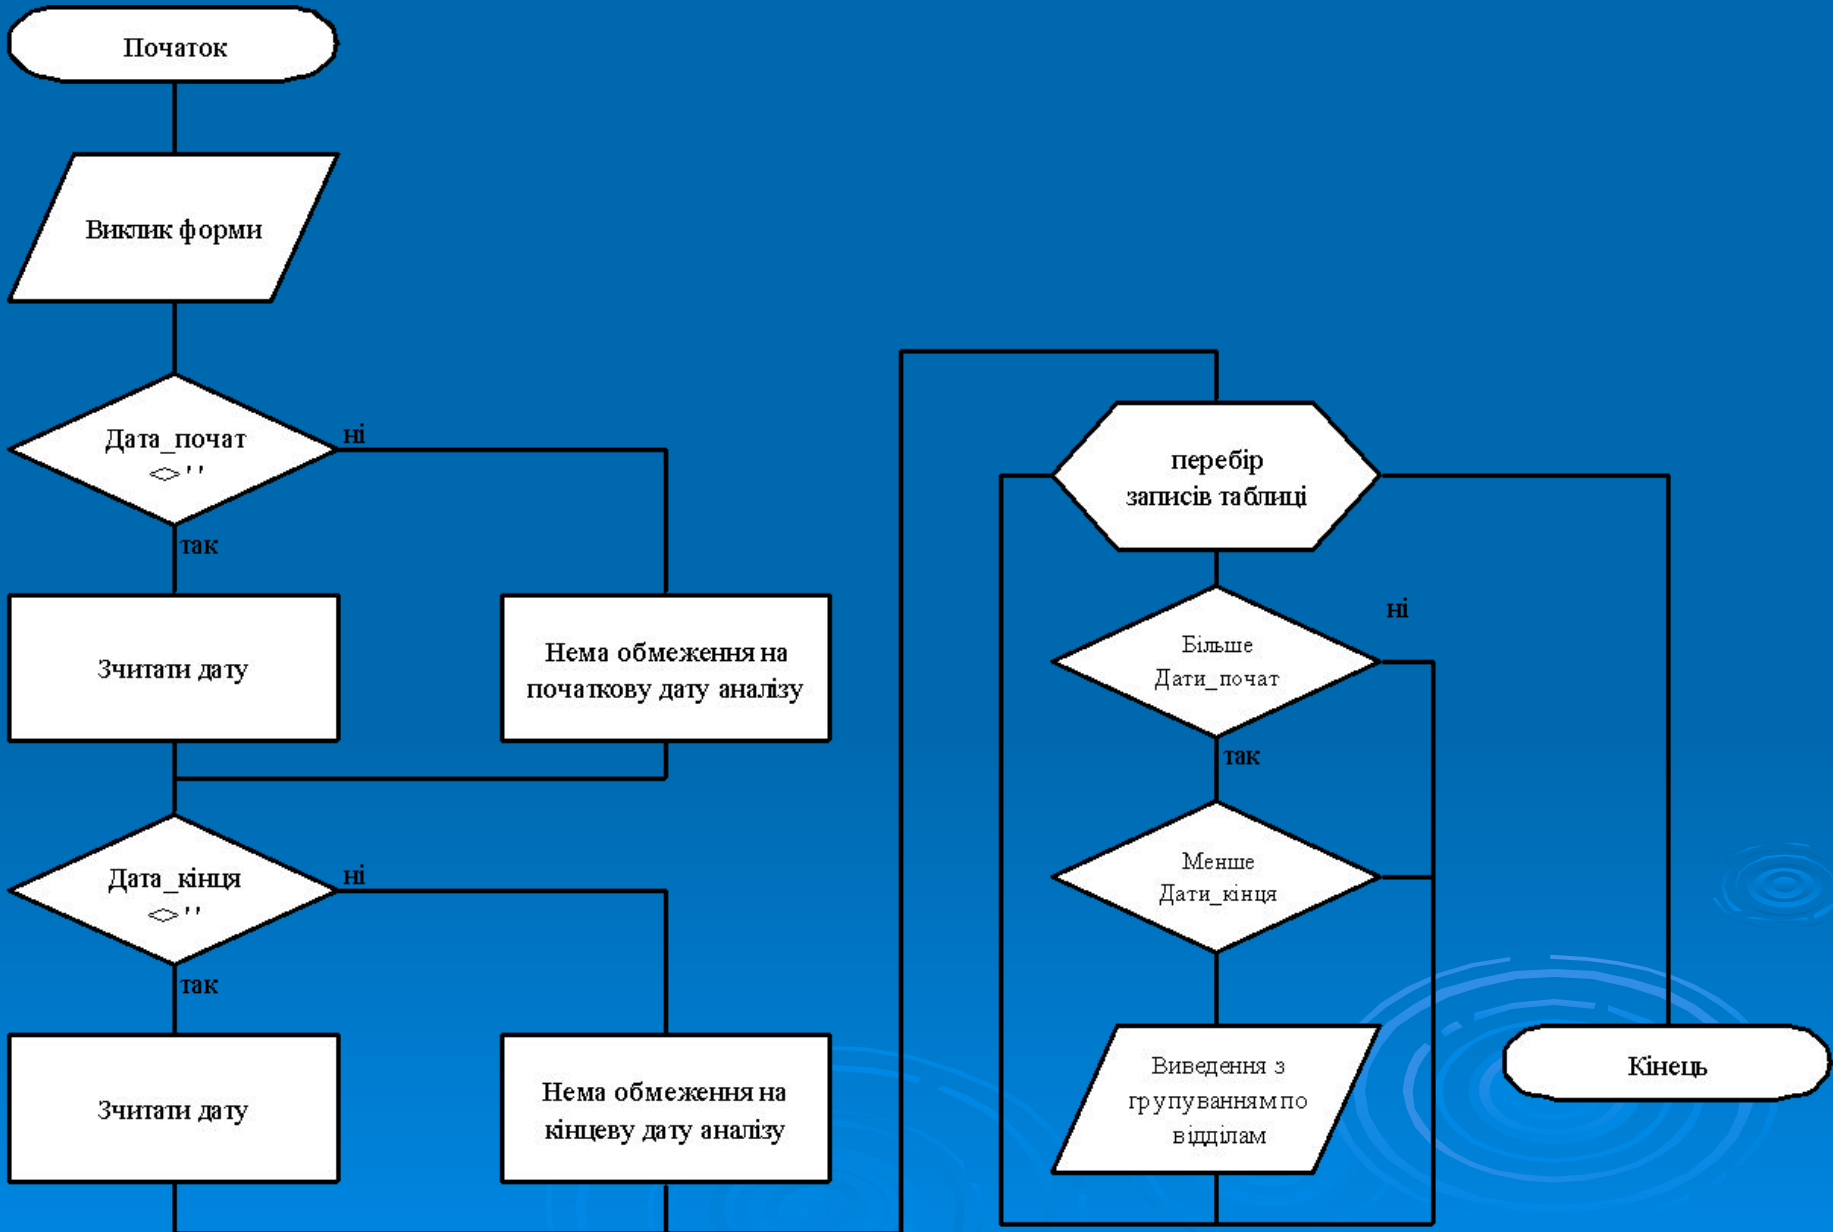 Початок
Виклик форми
Дата_почат
<> ' '
ні
так
Зчитати дату
Нема обмеження на
початкову дату аналізу
Дата_кінця
<> ' '
ні
так
Зчитати дату
Нема обмеження на
кінцеву дату аналізу
перебір
записів таблиці
Більше
Дати_почат
ні
так
Менше
Дати_кінця
Виведення з
групуванням по
відділам
Кінець